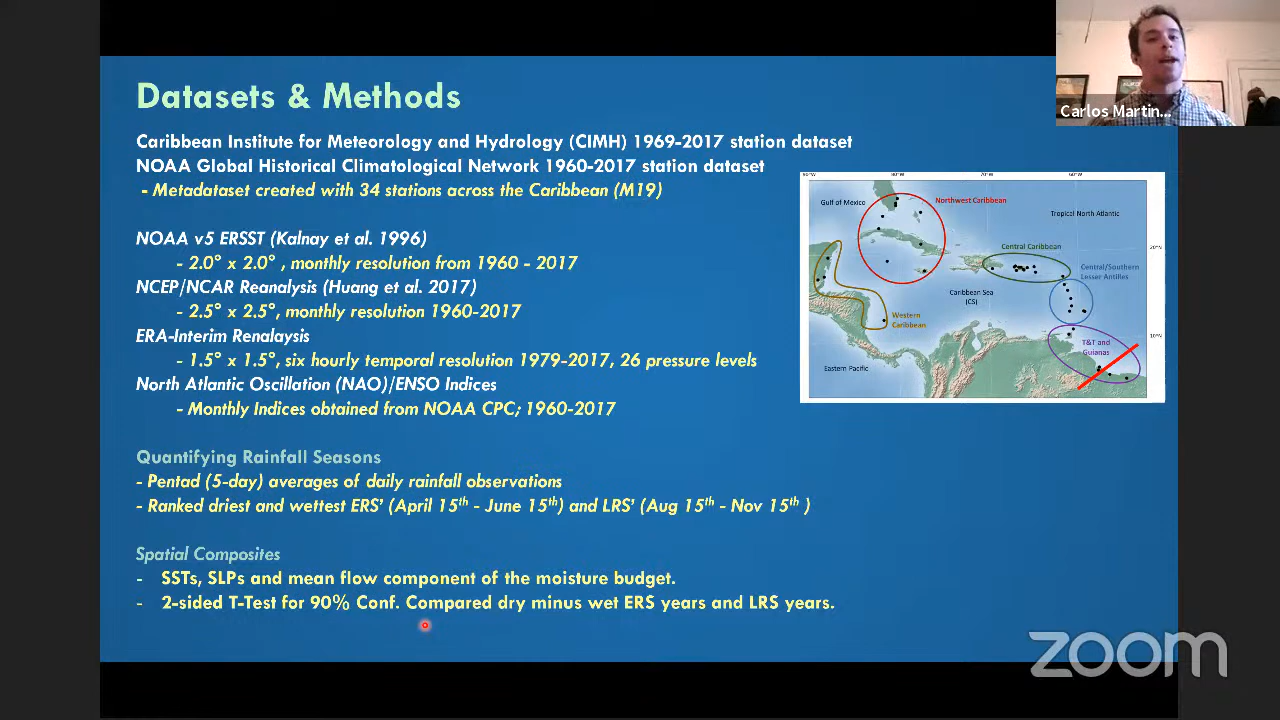 Datasets & Methods
Caribbean Institute for Meteorology and Hydrology (CIMH) 1969-2017 station dataset
NOAA Global Historical Climatological Network 1960-2017 station dataset
- Metadataset created with 34 stations across the Caribbean (M19)
NOAA v5 ERSST (Kalnay et al. 1996)
- 2.0° x 2.0° , monthly resolution from 1960 - 2017
NCEP/NCAR Reanalysis (Huang et al. 2017)
- 2.5° x 2.5°, monthly resolution 1960-2017
ERA-Interim Renalaysis
- 1.5° x 1.5°, six hourly temporal resolution 1979-2017, 26 pressure levels
North Atlantic Oscillation (NAO)/ENSO Indices
- Monthly Indices obtained from NOAA CPC; 1960-2017
Quantifying Rainfall Seasons
- Pentad (5-day) averages of daily rainfall observations
- Ranked driest and wettest ERS' (April 15th - June 15th) and LRS' (Aug 15th - Nov 15th )
Spatial Composites
- SSTs, SLPs and mean flow component of the moisture budget.
- 2-sided T-Test for 90% Conf. Compared dry minus wet ERS years and LRS years.
Carlos Martin...
90°W 80°W 70°W 60°W
Gulf of Mexico
Northwest Caribbean
Tropical North Atlantic
20°N
Central Caribbean
Central/Southern
Lesser Antilles
Caribbean Sea
(CS)
Western
Caribbean
10°N
T&T and
Guianas
Eastern Pacific
zoom